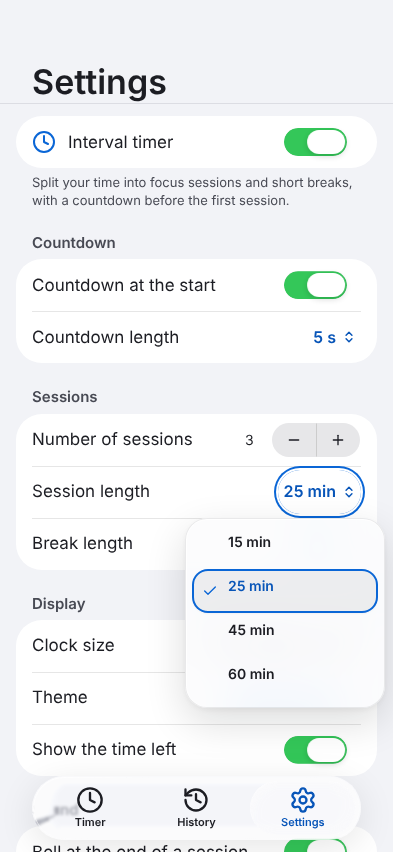 Settings
Interval timer
Split your time into focus sessions and short breaks,
with a countdown before the first session.
Countdown
Countdown at the start
Countdown length
5 s
Sessions
Number of sessions
3
Session length
25 min
Break length
15 min
25 min
45 min
60 min
Display
Clock size
Theme
Show the time left
Timer
History
Settings
Bell at the end of a session